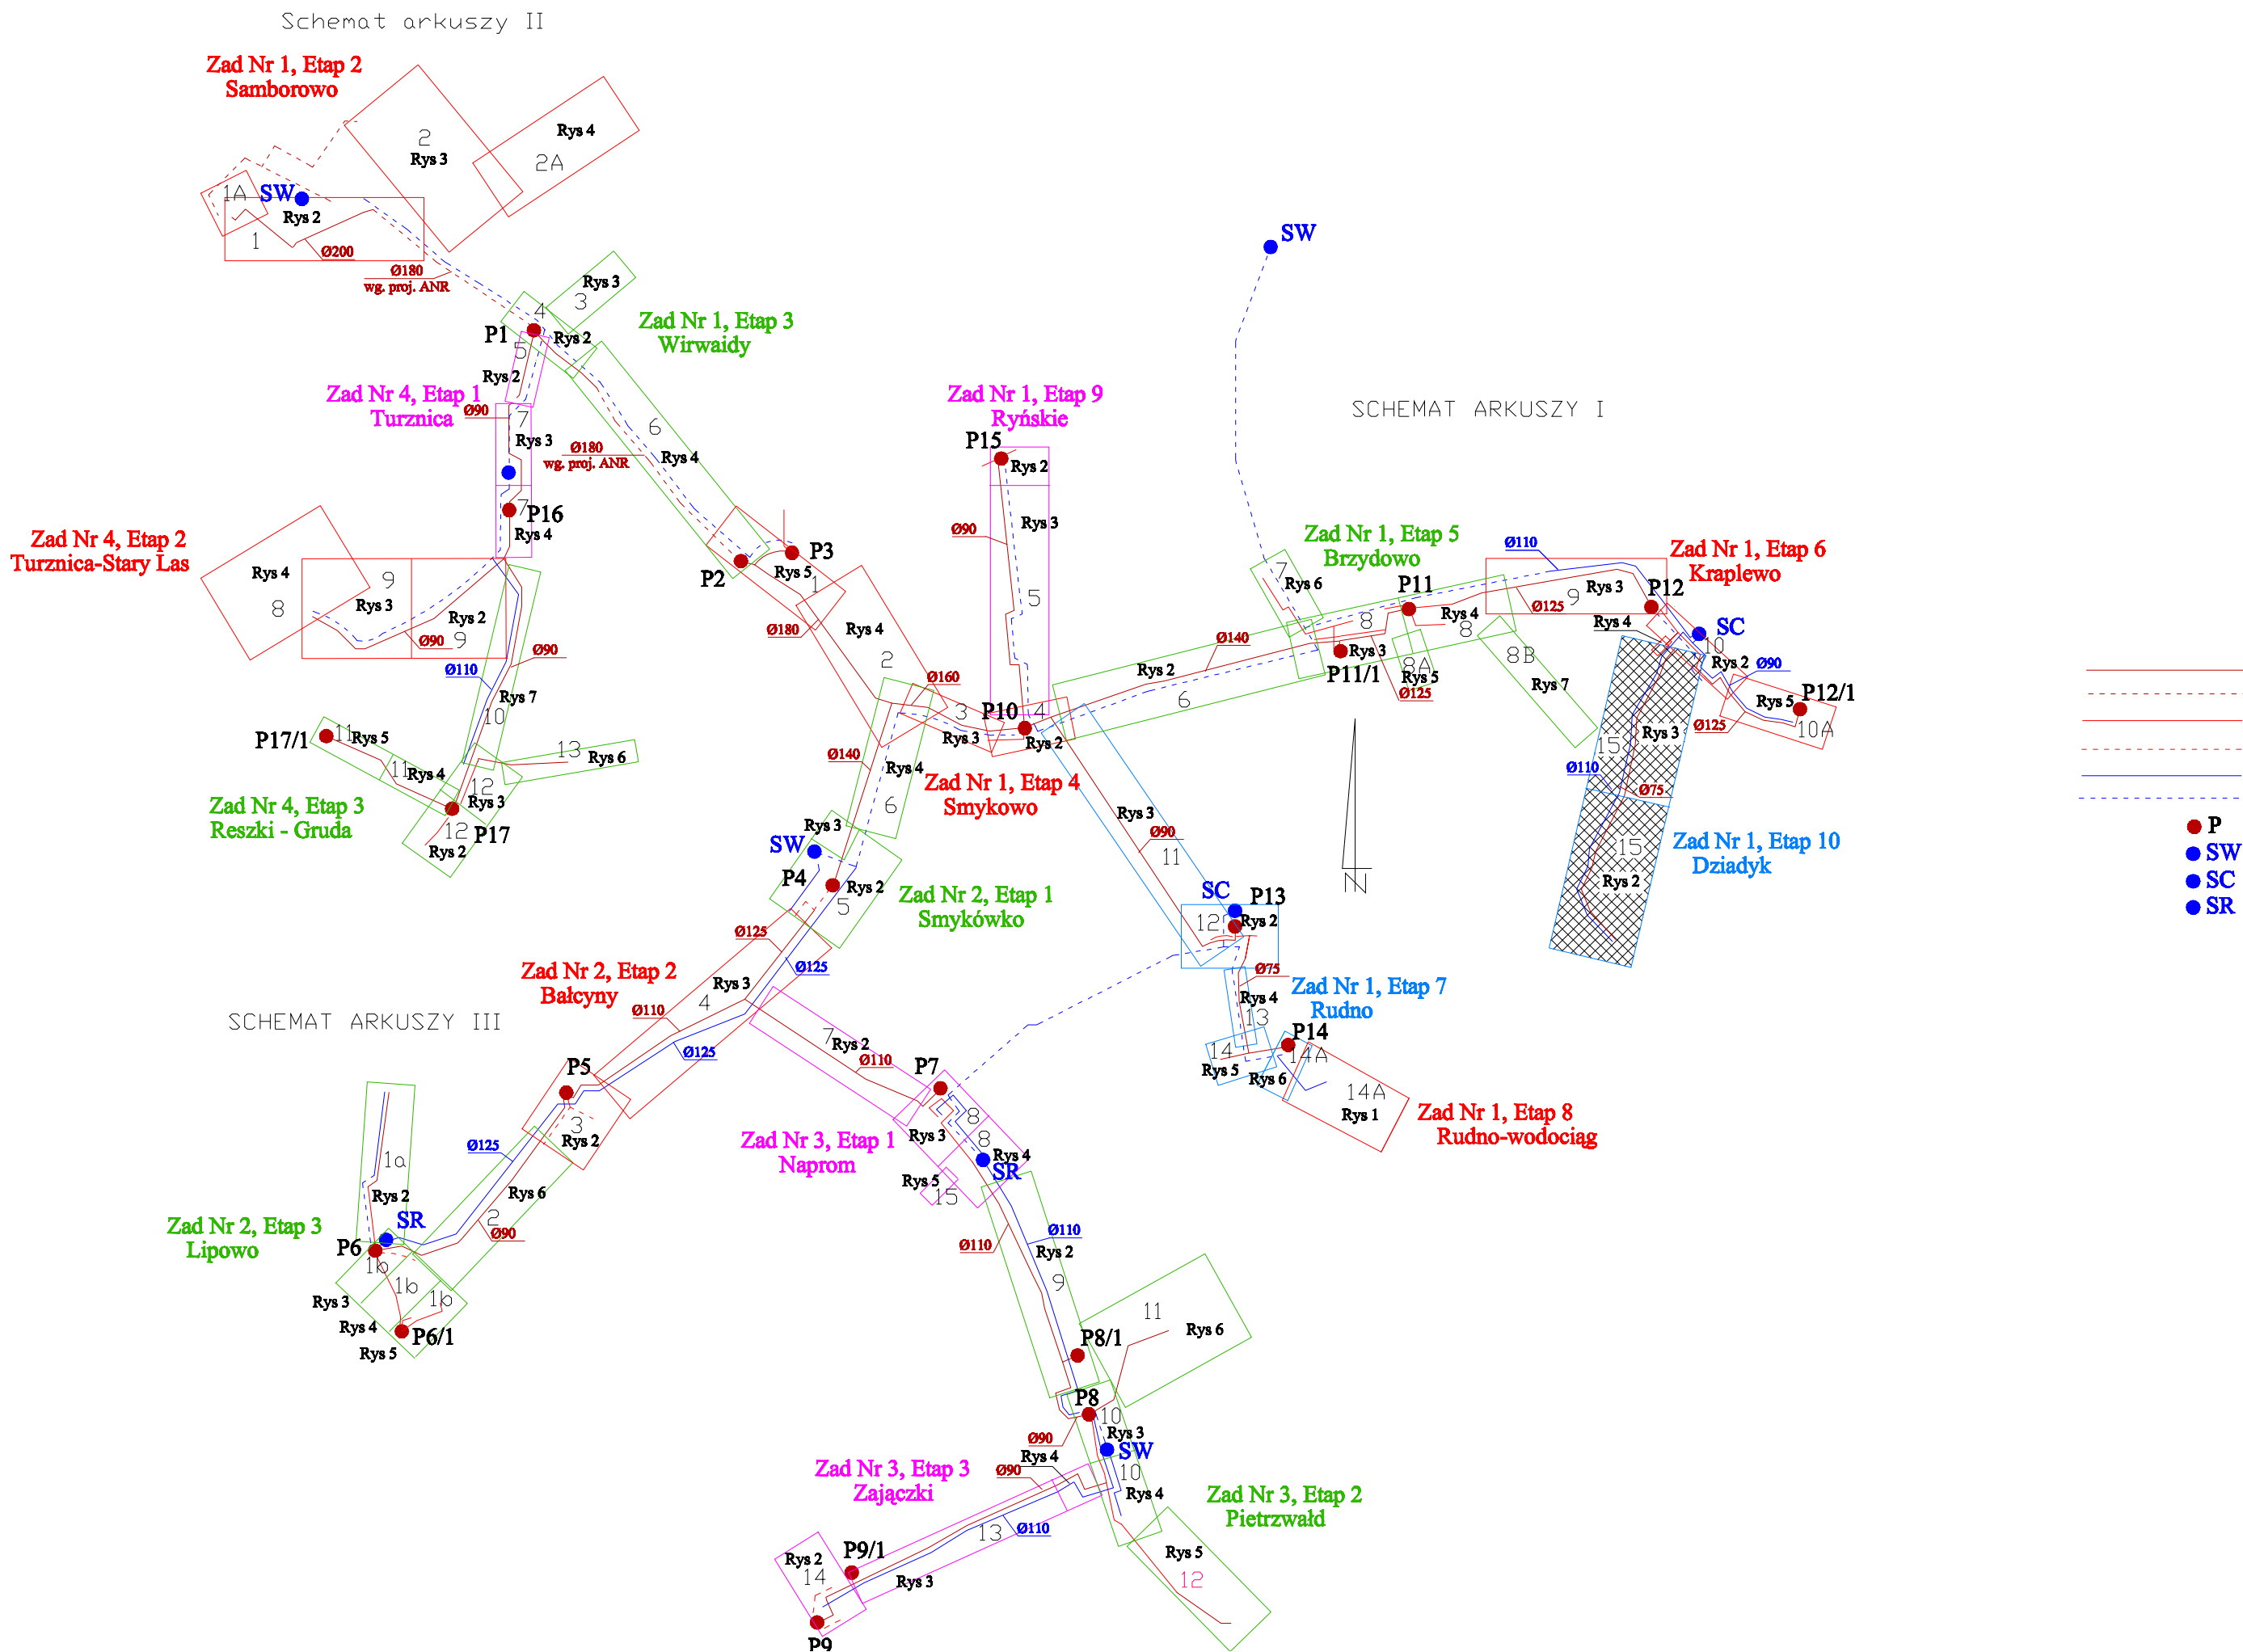 Schemat arkuszy II
Zad Nr 1, Etap 2
Samborowo
2
Rys 3
Rys 4
2A
1A
SW
Rys 2
1
Ø200
Ø180
wg. proj. ANR
SW
Rys 3
3
4
P1
Rys 2
5
Rys 2
Zad Nr 1, Etap 3
Wirwajdy
Zad Nr 4, Etap 1
Turznica
Ø90
7
Rys 3
7
P16
Rys 4
6
Rys 4
Ø180
wg. proj. ANR
Zad Nr 1, Etap 9
Ryńskie
P15
Rys 2
Rys 3
Ø90
5
SCHEMAT ARKUSZY I
Zad Nr 4, Etap 2
Turznica-Stary Las
Rys 4
8
9
Rys 3
Rys 2
9
Ø90
Ø90
Ø110
Rys 7
10
P2
P3
Rys 5
1
Ø180
Rys 4
2
Ø160
3
Rys 3
P10
4
Rys 2
Zad Nr 1, Etap 4
Smykowo
Zad Nr 1, Etap 5
Brzydowo
7
Rys 6
P11
8
Rys 4
8
Rys 3
P11/1
8A
Rys 5
Ø125
Rys 2
Ø140
6
8B
Rys 7
Ø110
Zad Nr 1, Etap 6
Kraplewo
Rys 3
9
Ø125
P12
Rys 4
SC
10
Rys 2
Ø90
P12/1
Rys 5
10A
Ø125
Rys 3
15
Ø110
Ø75
15
Rys 2
Zad Nr 1, Etap 10
Dziadyk
P
SW
SC
SR
P17/1
11
Rys 5
11
Rys 4
13
Rys 6
12
Rys 3
P17
12
Rys 2
Zad Nr 4, Etap 3
Reszki - Gruda
Ø140
Rys 4
6
Rys 3
SW
P4
Rys 2
5
Zad Nr 2, Etap 1
Smykówko
Rys 3
Ø90
11
N
SC
P13
12
Rys 2
Ø75
Rys 4
13
Zad Nr 1, Etap 7
Rudno
P14
14
14A
Rys 5
Rys 6
14A
Rys 1
Zad Nr 1, Etap 8
Rudno-wodociąg
Ø125
Ø125
Zad Nr 2, Etap 2
Bałcyny
Rys 3
4
Ø110
Ø125
SCHEMAT ARKUSZY III
7
Rys 2
Ø110
P7
P5
3
Rys 2
Ø125
Rys 6
2
Ø90
1a
Rys 2
SR
P6
Zad Nr 2, Etap 3
Lipowo
1b
1b
1b
Rys 3
Rys 4
P6/1
Rys 5
Zad Nr 3, Etap 1
Naprom
Rys 3
8
8
Rys 4
SR
Rys 5
15
Ø110
Ø110
Rys 2
9
11
Rys 6
P8/1
P8
10
Rys 3
SW
Ø90
10
Rys 4
Rys 4
Ø90
Zad Nr 3, Etap 3
Zajączki
Ø110
13
Zad Nr 3, Etap 2
Pietrzwałd
Rys 5
12
P9/1
Rys 2
14
Rys 3
P9